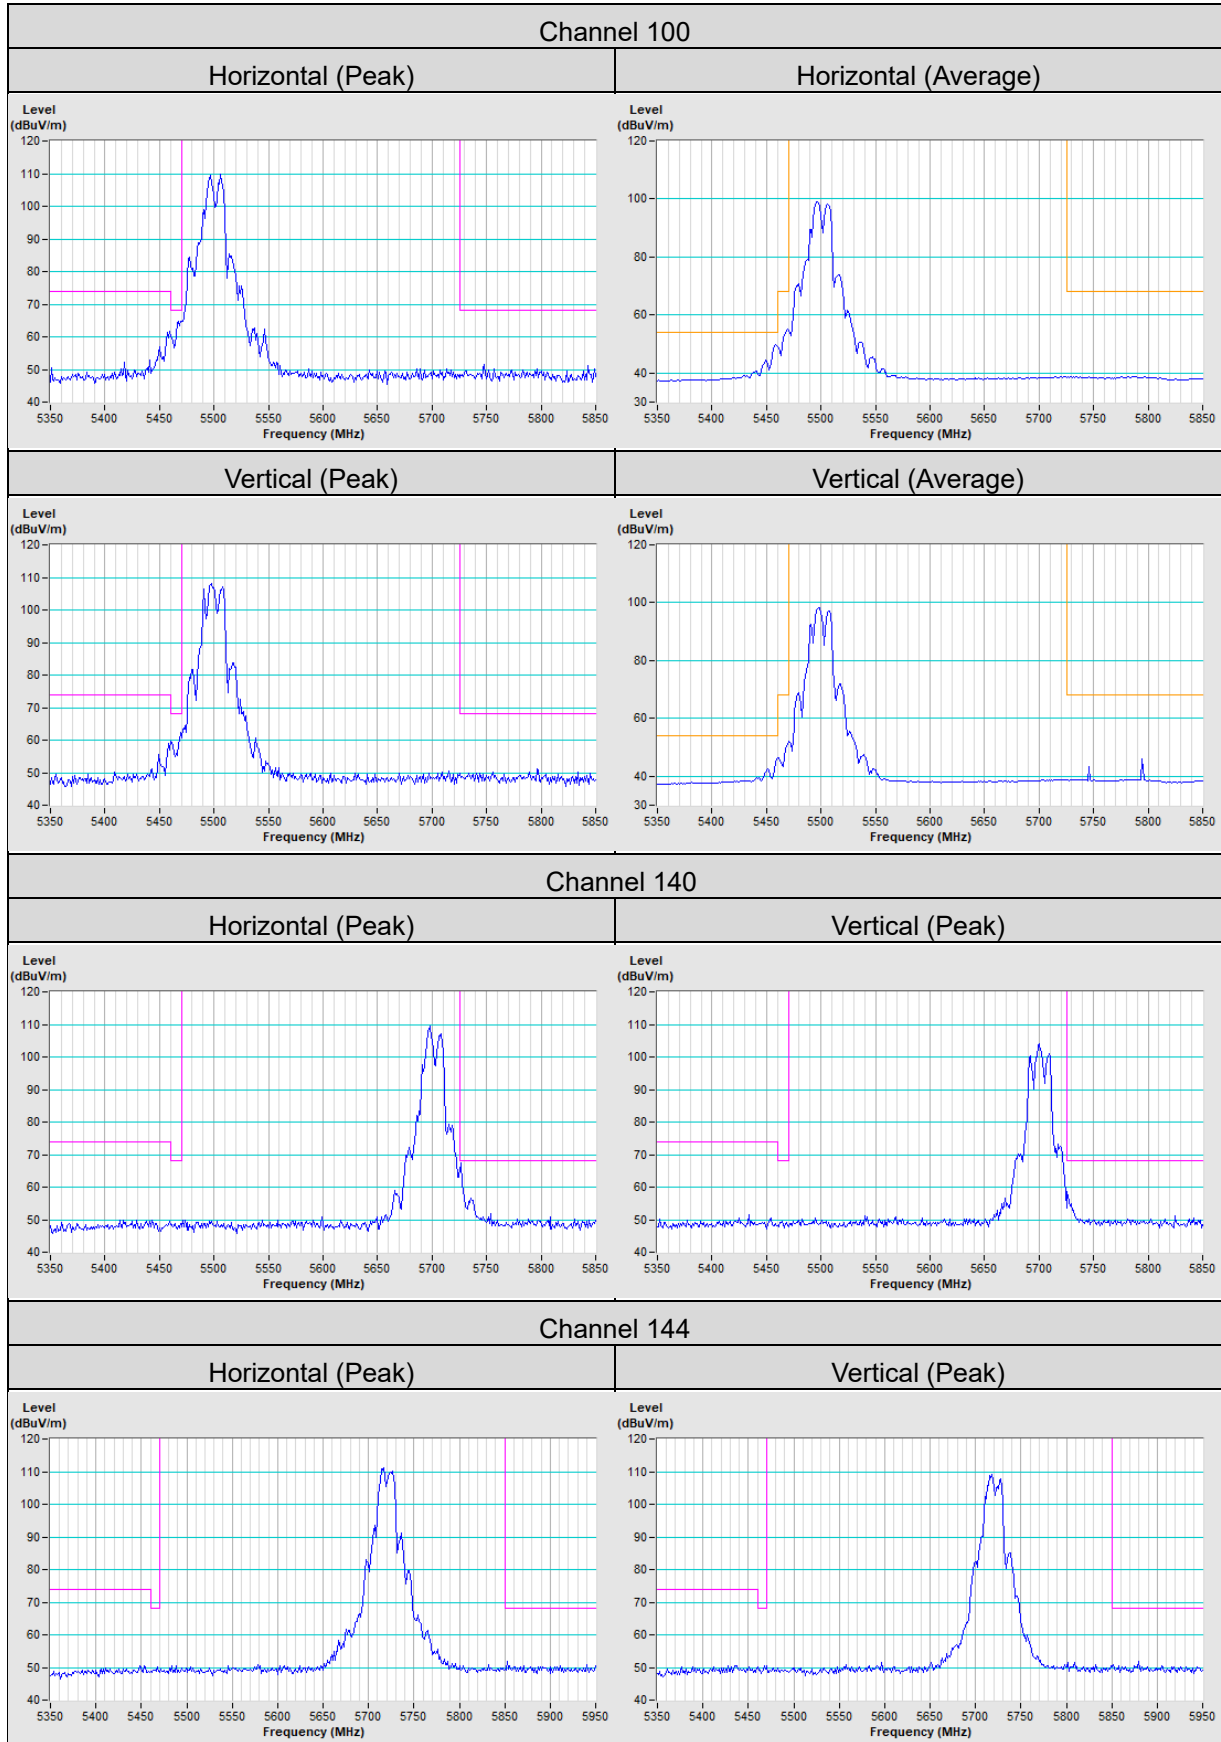 Channel 100
Horizontal (Peak) Horizontal (Average)
Level
(dBuV/m)
120
110
100
90
80
70
60
50
40
5350 5400 5450 5500 5550 5600 5650 5700 5750 5800 5850
Frequency (MHz)
Level
(dBuV/m)
120
100
80
60
40
30
5350 5400 5450 5500 5550 5600 5650 5700 5750 5800 5850
Frequency (MHz)
Vertical (Peak) Vertical (Average)
Level
(dBuV/m)
120
110
100
90
80
70
60
50
40
5350 5400 5450 5500 5550 5600 5650 5700 5750 5800 5850
Frequency (MHz)
Level
(dBuV/m)
120
100
80
60
40
30
5350 5400 5450 5500 5550 5600 5650 5700 5750 5800 5850
Frequency (MHz)
Channel 140
Horizontal (Peak) Vertical (Peak)
Level
(dBuV/m)
120
110
100
90
80
70
60
50
40
5350 5400 5450 5500 5550 5600 5650 5700 5750 5800 5850
Frequency (MHz)
Level
(dBuV/m)
120
110
100
90
80
70
60
50
40
5350 5400 5450 5500 5550 5600 5650 5700 5750 5800 5850
Frequency (MHz)
Channel 144
Horizontal (Peak) Vertical (Peak)
Level
(dBuV/m)
120
110
100
90
80
70
60
50
40
5350 5400 5450 5500 5550 5600 5650 5700 5750 5800 5850 5900 5950
Frequency (MHz)
Level
(dBuV/m)
120
110
100
90
80
70
60
50
40
5350 5400 5450 5500 5550 5600 5650 5700 5750 5800 5850 5900 5950
Frequency (MHz)